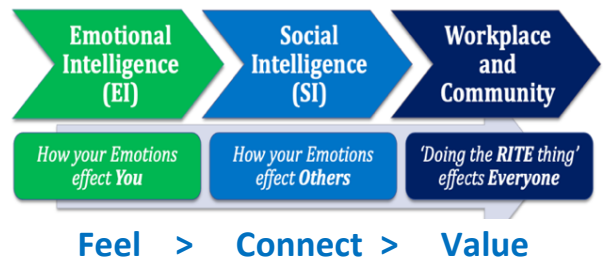 Emotional
Intelligence
(EI)
Social
Intelligence
(SI)
Workplace
and
Community
How your Emotions
effect You
How your Emotions
effect Others
'Doing the RITE thing'
effects Everyone
Feel > Connect > Value